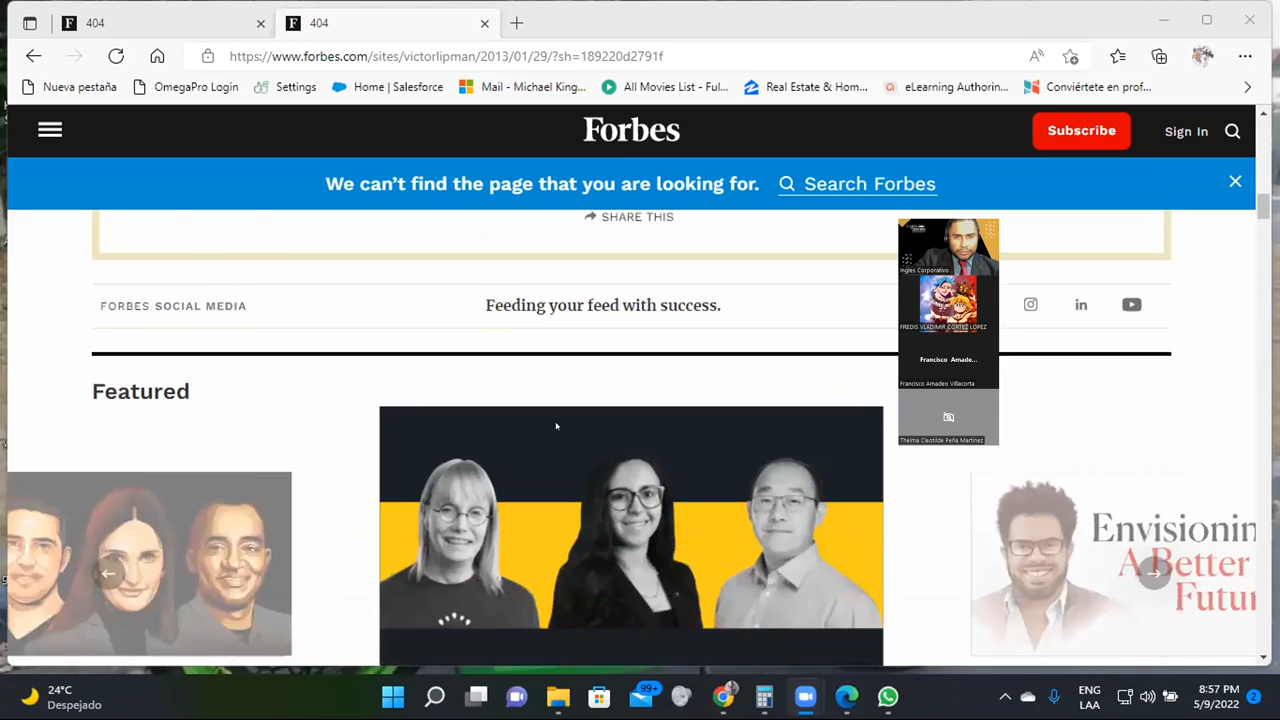 404
404
https://www.forbes.com/sites/victorlipman/2013/01/29/?sh=189220d2791f
Nueva pestaña
OmegaPro Login
Settings
Home | Salesforce
Mail - Michael King...
All Movies List - Ful...
Real Estate & Hom...
eLearning Authorin...
Conviértete en prof...
Forbes
Subscribe
Sign In
We can't find the page that you are looking for.
Search Forbes
SHARE THIS
Ingles Corporativo
FREDIS VLADIMIR CORTEZ LOPEZ
Francisco Amade...
Francisco Amadeo Villacorta
Thelma Cleotilde Peña Martinez
FORBES SOCIAL MEDIA
Feeding your feed with success.
Featured
Envisionin
A Better
Futur
24°C
Despejado
99+
ENG
LAA
8:57 PM
5/9/2022
2